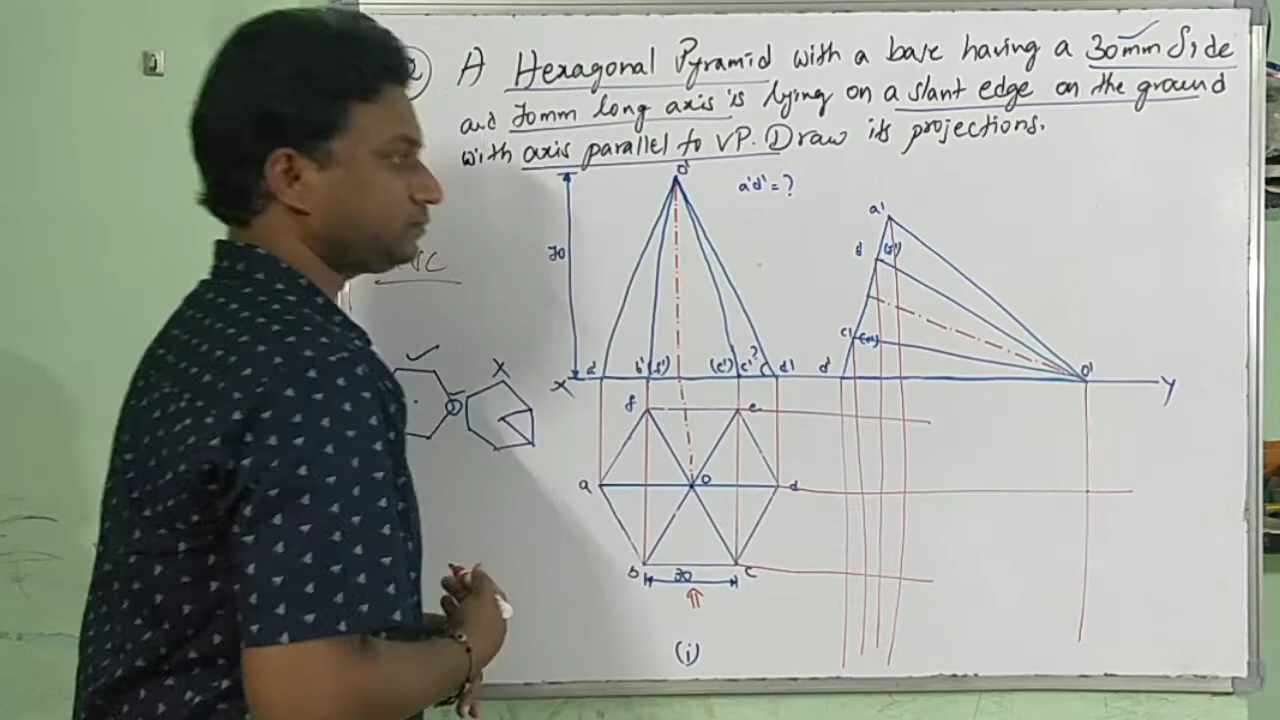 A Hexagonal Pyramid with a base having a 30mm Side
and 70mm long axis is lying on a slant edge on the ground
with axis parallel to VP. Draw its projections.
o' a'd' = ? a'
70 (f')
c'
b' (f') (e') c' ? d' d' o'
X Y
X
f e
a o d
b c
30
(i)